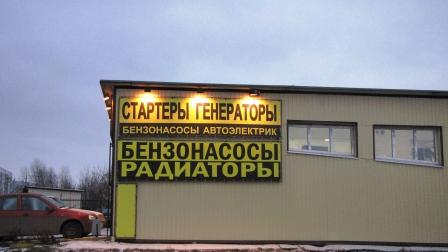 СТАРТЕРЫ ГЕНЕРАТОРЫ
БЕНЗОНАСОСЫ АВТОЭЛЕКТРИК
БЕНЗОНАСОСЫ
РАДИАТОРЫ